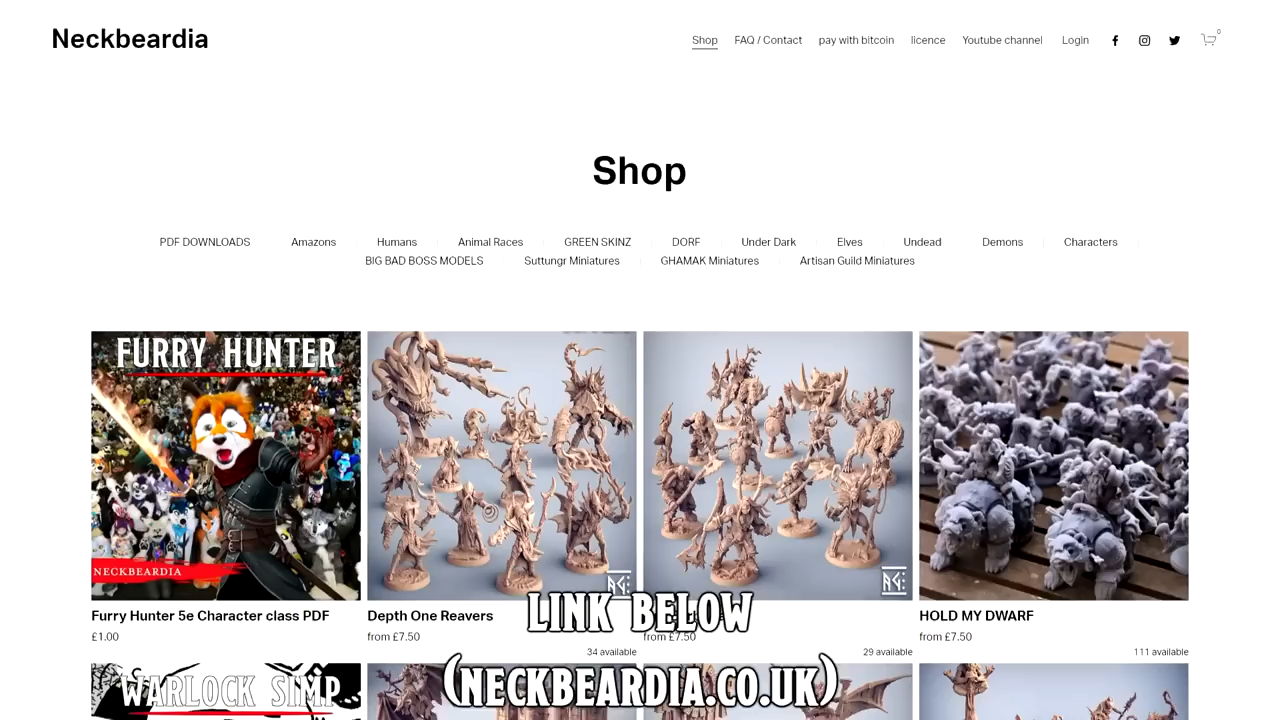 Neckbeardia
Shop
FAQ / Contact
pay with bitcoin
licence
Youtube channel
Login
0
Shop
PDF DOWNLOADS
Amazons
Humans
Animal Races
GREEN SKINZ
DORF
Under Dark
Elves
Undead
Demons
Characters
BIG BAD BOSS MODELS
Suttungr Miniatures
GHAMAK Miniatures
Artisan Guild Miniatures
FURRY HUNTER
NECKBEARDIA
Furry Hunter 5e Character class PDF
£1.00
Depth One Reavers
from £7.50
34 available
from £7.50
29 available
HOLD MY DWARF
from £7.50
111 available
WARLOCK SIMP
LINK BELOW
(NECKBEARDIA.CO.UK)